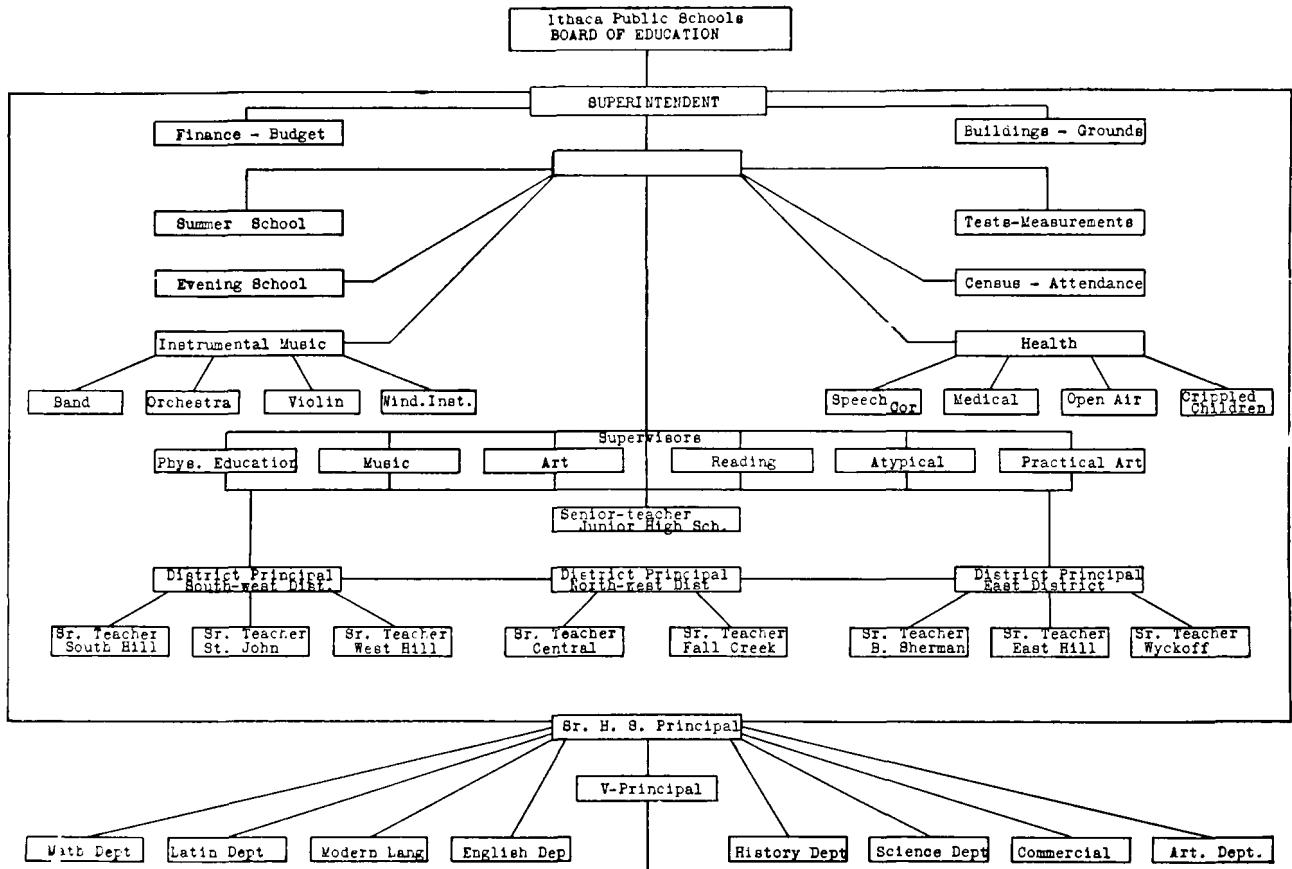 Ithaca Public Schools
BOARD OF EDUCATION
SUPERINTENDENT
Finance - Budget
Buildings - Grounds
Summer School
Tests-Measurements
Evening School
Census - Attendance
Instrumental Music
Health
Band
Orchestra
Violin
Wind.Inst.
Speech
Cor
Medical
Open Air
Crippled
Children
Supervisors
Phys. Education
Music
Art
Reading
Atypical
Practical Art
Senior-teacher
Junior High Sch.
District Principal
South-west Dist.
District Principal
North-west Dist
District Principal
East District
Sr. Teacher
South Hill
Sr. Teacher
St. John
Sr. Teacher
West Hill
Sr. Teacher
Central
Sr. Teacher
Fall Creek
Sr. Teacher
B. Sherman
Sr. Teacher
East Hill
Sr. Teacher
Wyckoff
Sr. H. S. Principal
V-Principal
Math Dept
Latin Dept
Modern Lang
English Dep
History Dept
Science Dept
Commercial
Art. Dept.